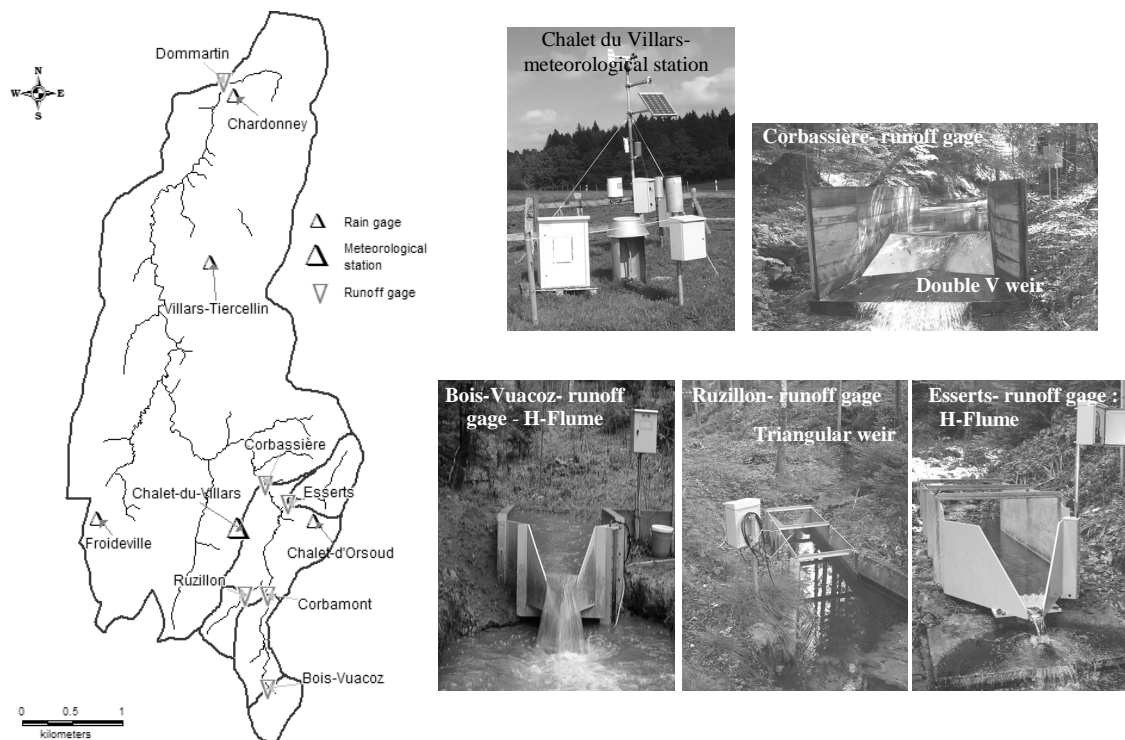 Dommartin
N
W E
S
Chardonney
Rain gage
Meteorological
station
Runoff gage
Villars-Tiercellin
Corbassière
Chalet-du-Villars
Esserts
Froideville
Chalet-d'Orsoud
Ruzillon
Corbamont
Bois-Vuacoz
0 0.5 1
kilometers
Chalet du Villars-
meteorological station
Corbassière- runoff gage
Double V weir
Bois-Vuacoz- runoff
gage - H-Flume
Ruzillon- runoff gage
Triangular weir
Esserts- runoff gage :
H-Flume